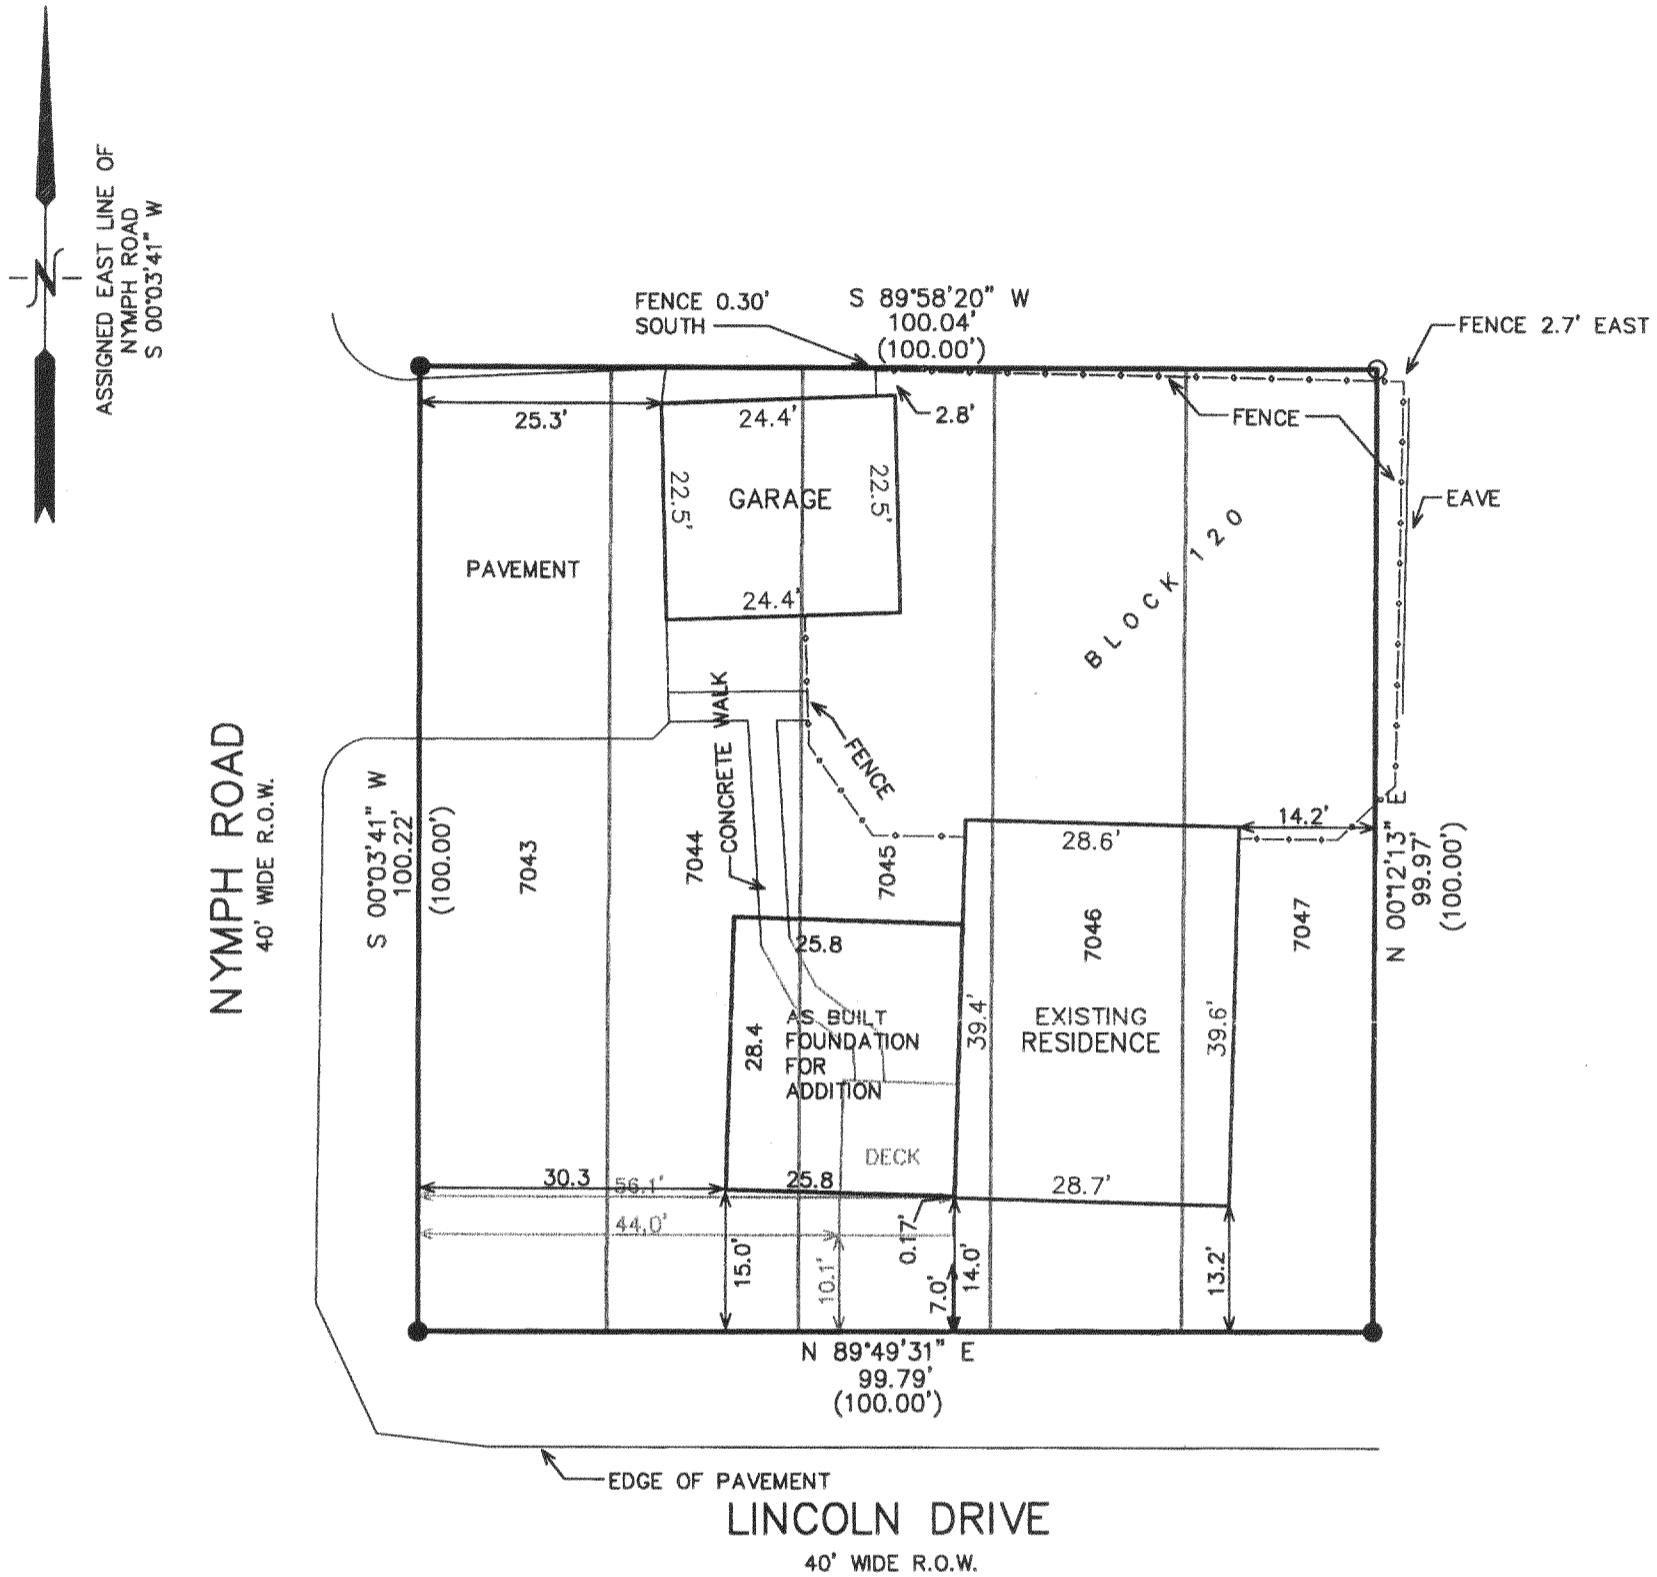 ASSIGNED EAST LINE OF
NYMPH ROAD
S 00°03'41" W
N
FENCE 0.30'
SOUTH
S 89°58'20" W
100.04'
(100.00')
FENCE 2.7' EAST
25.3'
24.4'
2.8'
FENCE
22.5'
GARAGE
22.5'
EAVE
BLOCK 120
PAVEMENT
24.4'
CONCRETE WALK
FENCE
NYMPH ROAD
40' WIDE R.O.W.
S 00°03'41" W
100.22'
(100.00')
7043
7044
7045
7046
7047
28.6'
14.2'
N 00°12'13" E
99.97'
(100.00')
25.8
28.4
AS BUILT
FOUNDATION
FOR
ADDITION
39.4'
EXISTING
RESIDENCE
39.6'
DECK
30.3
56.1'
25.8
28.7'
44.0'
15.0'
10.1'
0.17'
7.0'
14.0'
13.2'
N 89°49'31" E
99.79'
(100.00')
EDGE OF PAVEMENT
LINCOLN DRIVE
40' WIDE R.O.W.